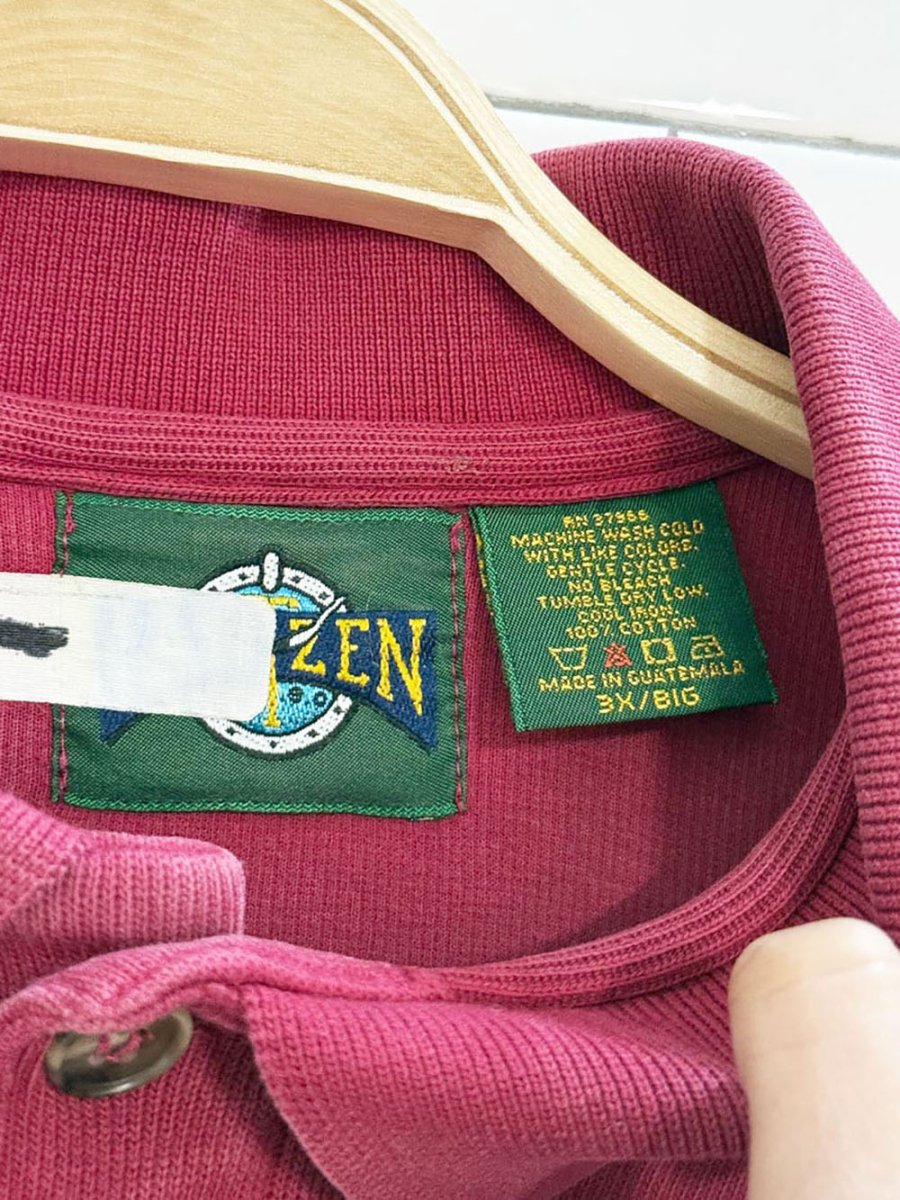 ZEN
RN 37966
MACHINE WASH COLD
WITH LIKE COLORS.
GENTLE CYCLE.
NO BLEACH
TUMBLE DRY LOW.
COOL IRON.
100% COTTON
MADE IN GUATEMALA
3X/BIG